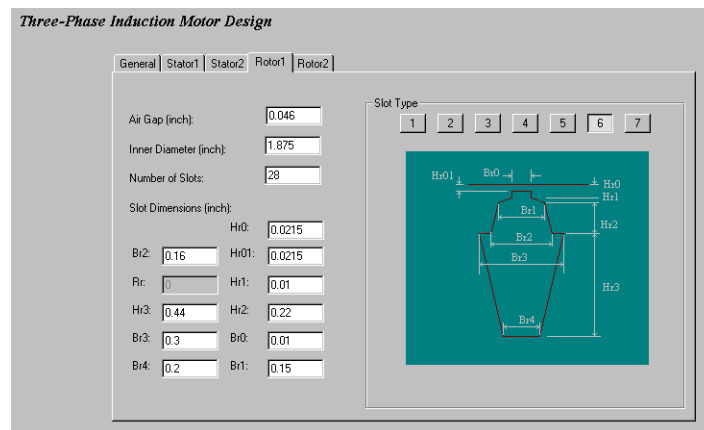 Three-Phase Induction Motor Design
General Stator1 Stator2 Rotor1 Rotor2
Air Gap (inch): 0.046
Inner Diameter (inch): 1.875
Number of Slots: 28
Slot Dimensions (inch):
Hr0: 0.0215
Br2: 0.16 Hr01: 0.0215
Rr: 0 Hr1: 0.01
Hr3: 0.44 Hr2: 0.22
Br3: 0.3 Br0: 0.01
Br4: 0.2 Br1: 0.15
Slot Type
1 2 3 4 5 6 7
Hr01 Br0 Hr0
Hr1
Br1
Hr2
Br2
Br3
Hr3
Br4